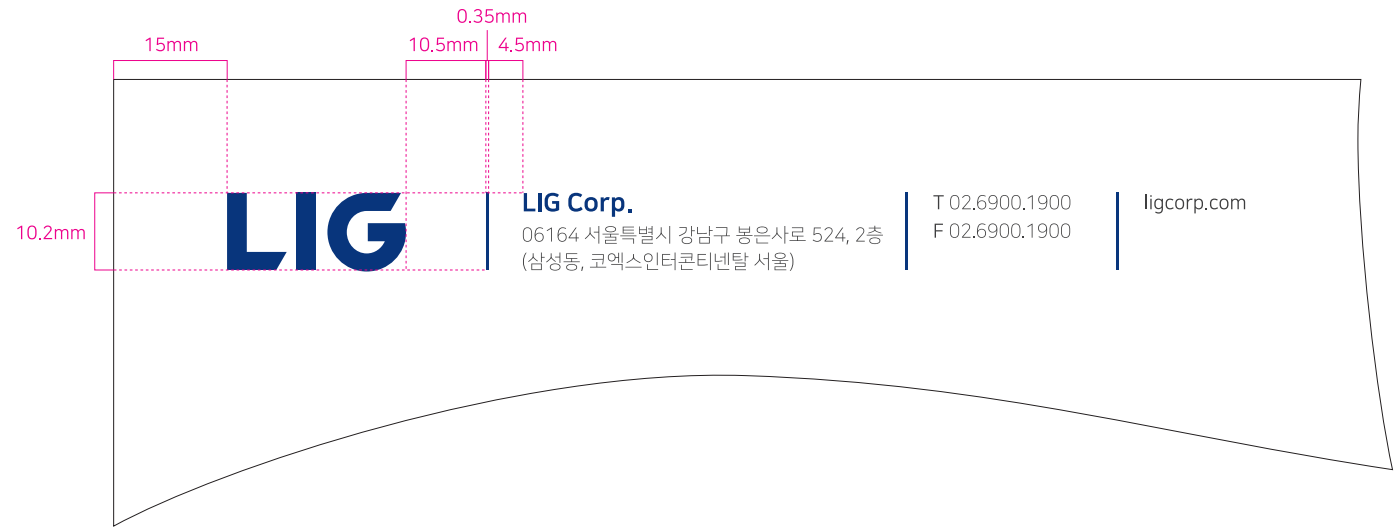 0.35mm
15mm
10.5mm
4.5mm
10.2mm
LIG
LIG Corp.
06164 서울특별시 강남구 봉은사로 524, 2층
(삼성동, 코엑스인터콘티넨탈 서울)
T 02.6900.1900
F 02.6900.1900
ligcorp.com